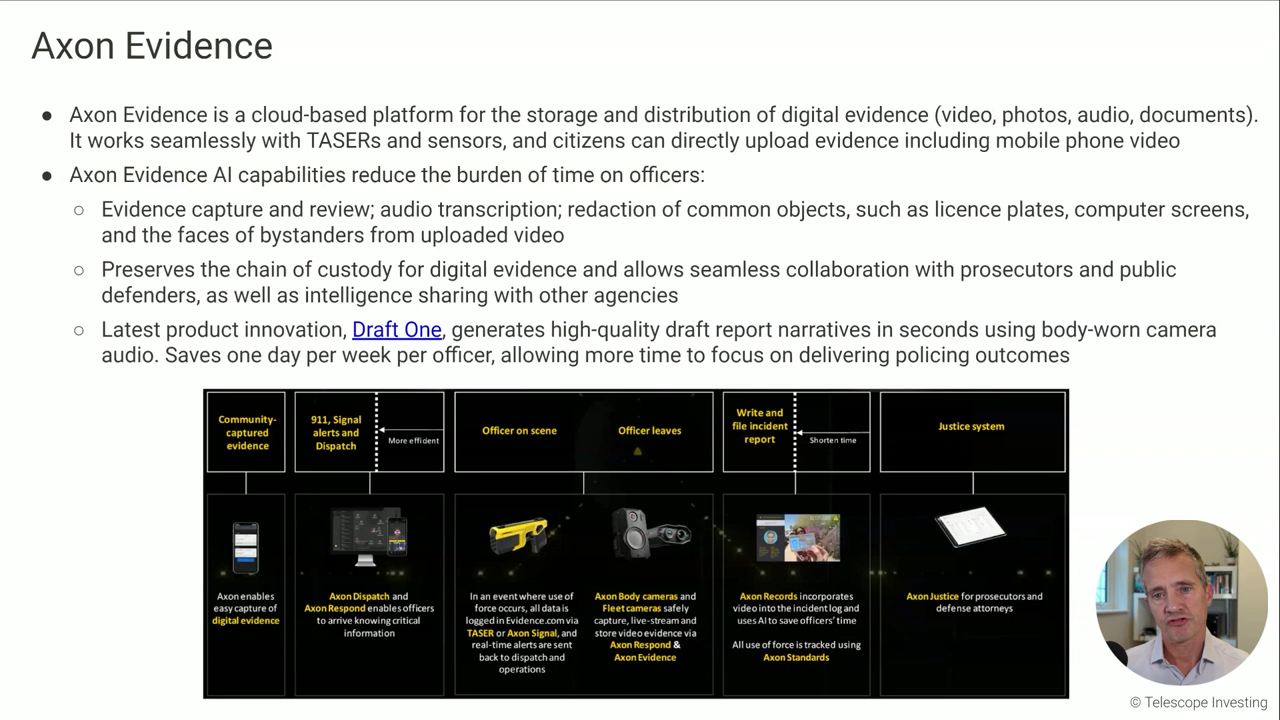 Axon Evidence
● Axon Evidence is a cloud-based platform for the storage and distribution of digital evidence (video, photos, audio, documents).
It works seamlessly with TASERs and sensors, and citizens can directly upload evidence including mobile phone video
● Axon Evidence AI capabilities reduce the burden of time on officers:
○ Evidence capture and review; audio transcription; redaction of common objects, such as licence plates, computer screens,
and the faces of bystanders from uploaded video
○ Preserves the chain of custody for digital evidence and allows seamless collaboration with prosecutors and public
defenders, as well as intelligence sharing with other agencies
○ Latest product innovation, Draft One, generates high-quality draft report narratives in seconds using body-worn camera
audio. Saves one day per week per officer, allowing more time to focus on delivering policing outcomes
Community-
captured
evidence
911, Signal
alerts and
Dispatch
More efficient
Officer on scene
Officer leaves
Write and
file incident
report
Shorten time
Justice system
Axon enables
easy capture of
digital evidence
Axon Dispatch and
Axon Respond enables officers
to arrive knowing critical
information
In an event where use of
force occurs, all data is
logged in Evidence.com via
TASER or Axon Signal, and
real-time alerts are sent
back to dispatch and
operations
Axon Body cameras and
Fleet cameras safely
capture, live-stream and
store video evidence via
Axon Respond &
Axon Evidence
Axon Records incorporates
video into the incident log and
uses AI to save officers' time
All use of force is tracked using
Axon Standards
Axon Justice for prosecutors and
defense attorneys
© Telescope Investing